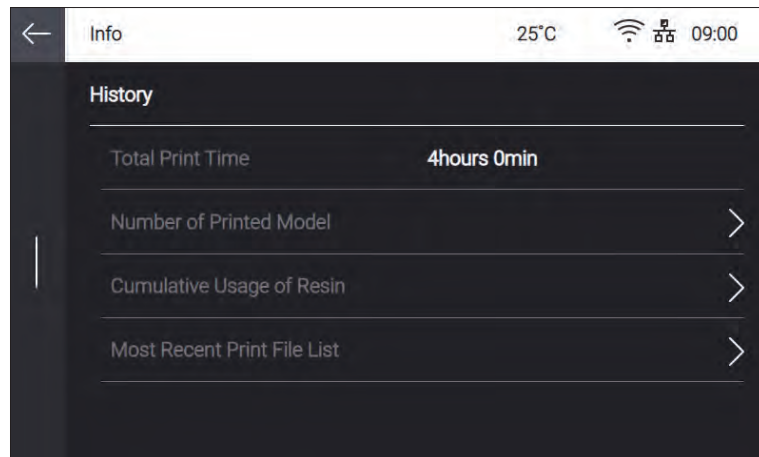 Info 25°C 09:00
History
Total Print Time 4hours 0min
Number of Printed Model
Cumulative Usage of Resin
Most Recent Print File List